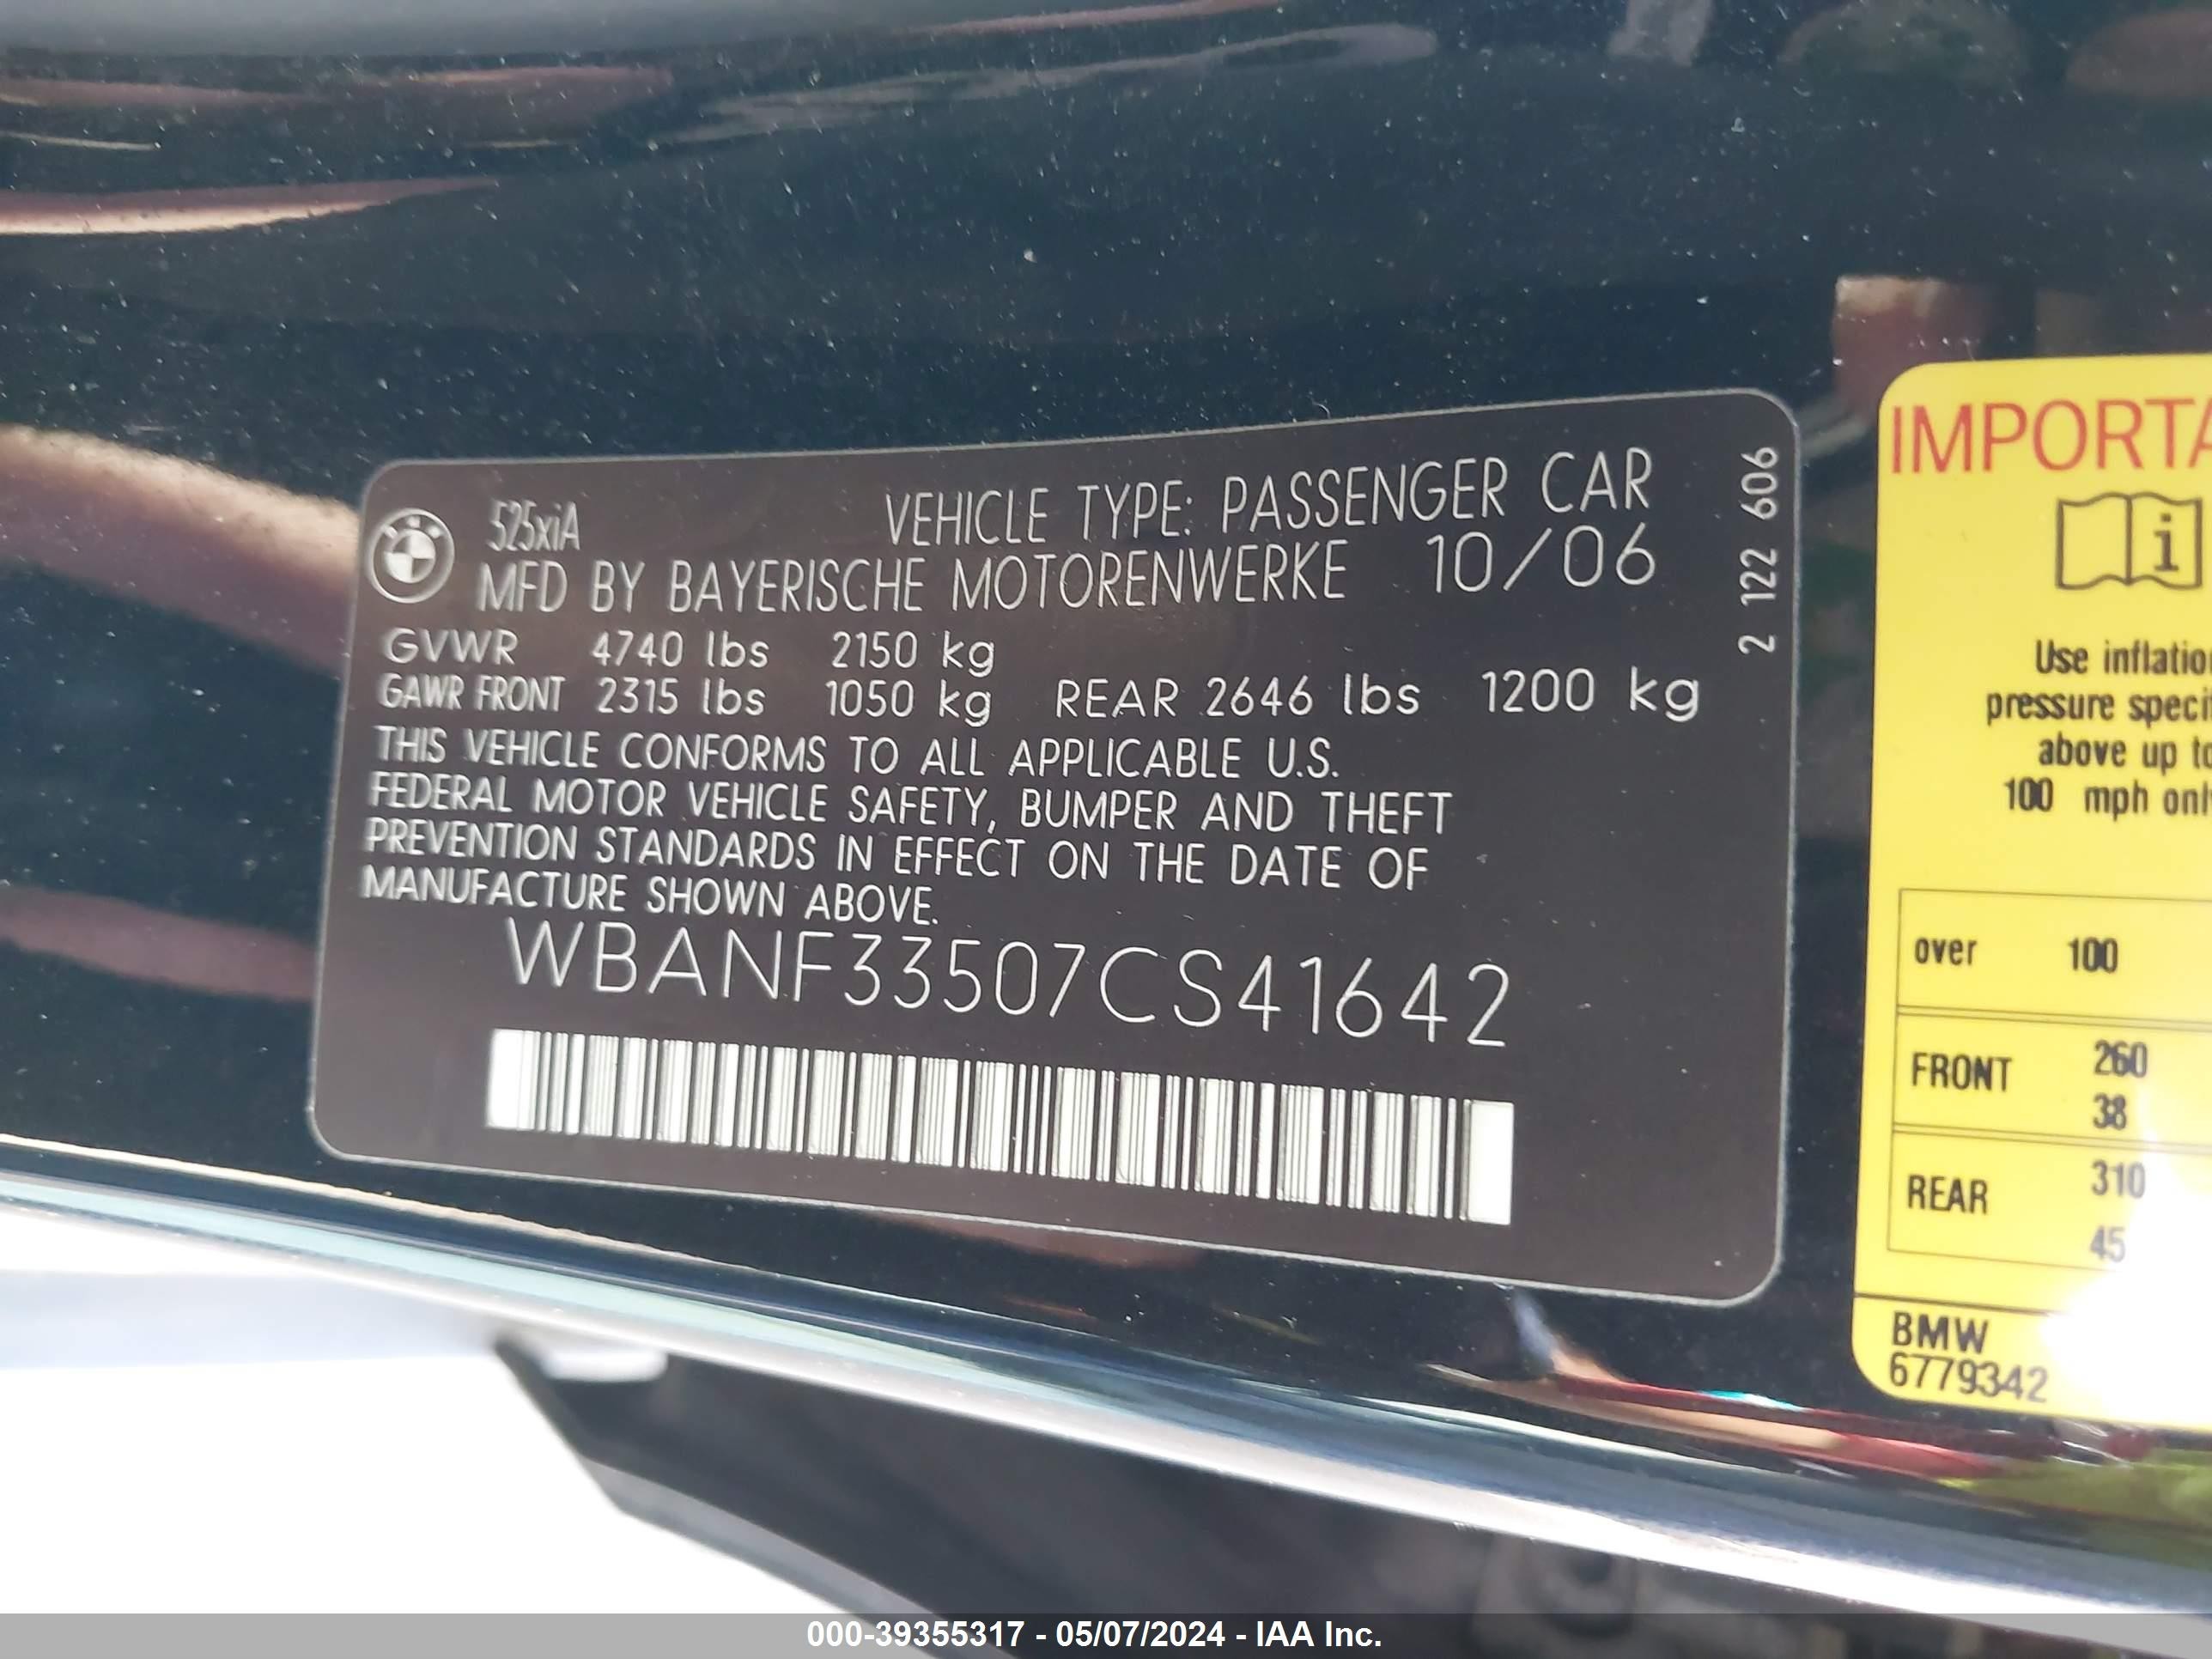 525xiA VEHICLE TYPE: PASSENGER CAR
MFD BY BAYERISCHE MOTORENWERKE 10/06
GVWR 4740 lbs 2150 kg
GAWR FRONT 2315 lbs 1050 kg REAR 2646 lbs 1200 kg
THIS VEHICLE CONFORMS TO ALL APPLICABLE U.S.
FEDERAL MOTOR VEHICLE SAFETY, BUMPER AND THEFT
PREVENTION STANDARDS IN EFFECT ON THE DATE OF
MANUFACTURE SHOWN ABOVE.
WBANF33507CS41642
2 122 606
IMPORTA
i
Use inflatio
pressure specif
above up to
100 mph only
over 100
FRONT 260
38
REAR 310
45
BMW
6779342
000-39355317 - 05/07/2024 - IAA Inc.